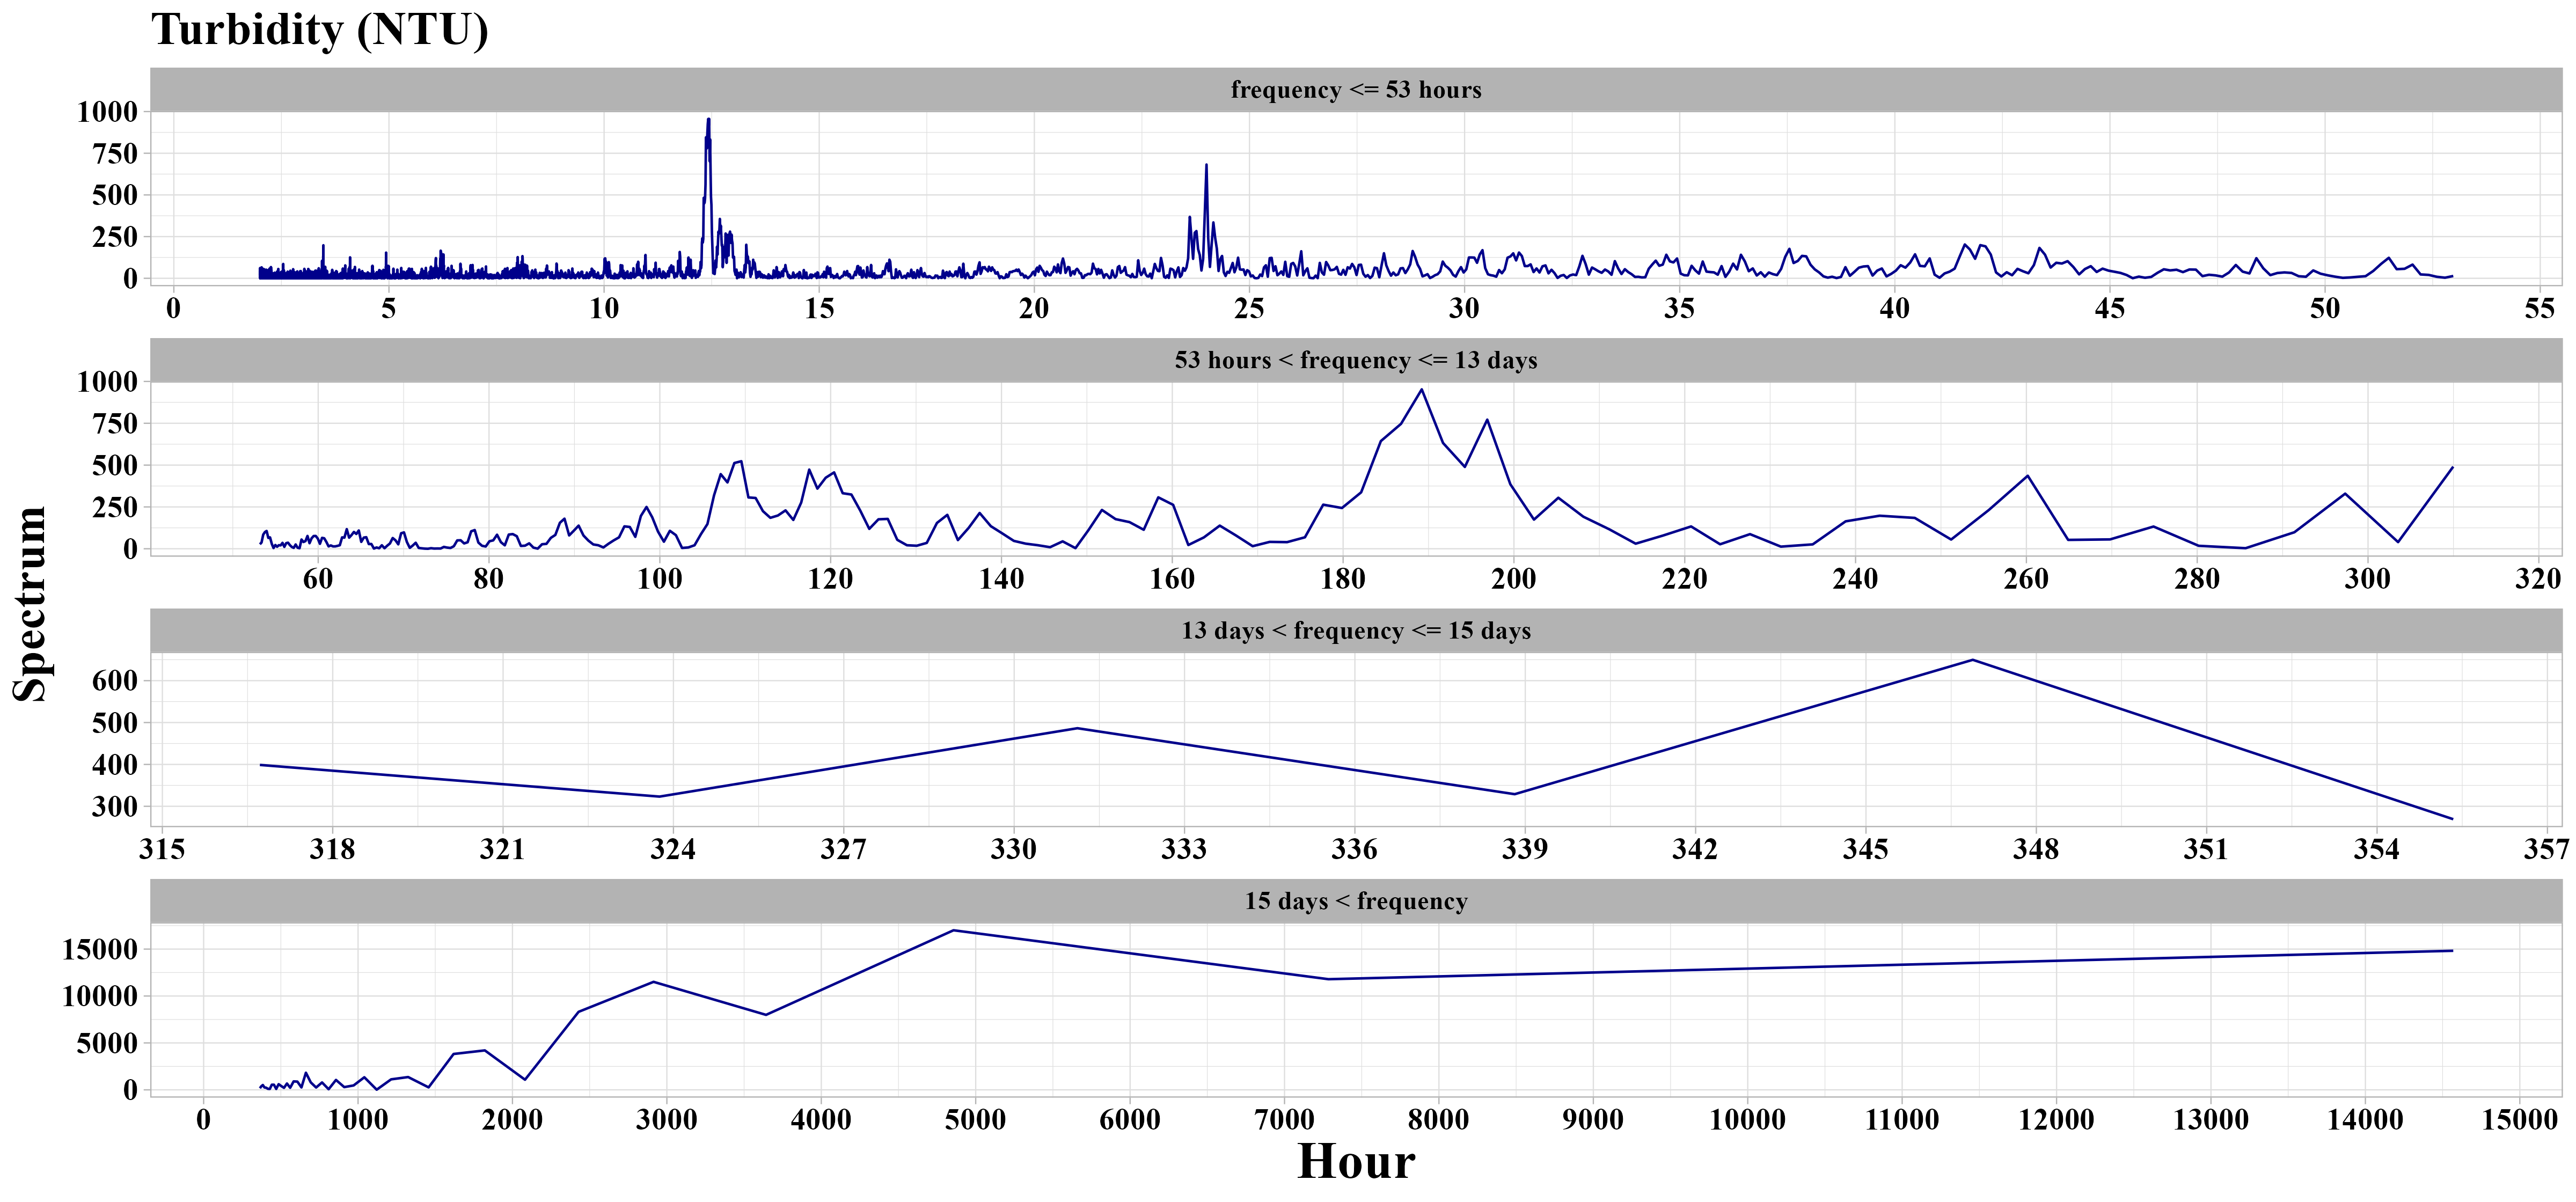 Turbidity (NTU)
frequency <= 53 hours
1000
750
500
250
0
0 5 10 15 20 25 30 35 40 45 50 55
53 hours < frequency <= 13 days
1000
750
500
250
0
60 80 100 120 140 160 180 200 220 240 260 280 300 320
Spectrum
13 days < frequency <= 15 days
600
500
400
300
315 318 321 324 327 330 333 336 339 342 345 348 351 354 357
15 days < frequency
15000
10000
5000
0
0 1000 2000 3000 4000 5000 6000 7000 8000 9000 10000 11000 12000 13000 14000 15000
Hour